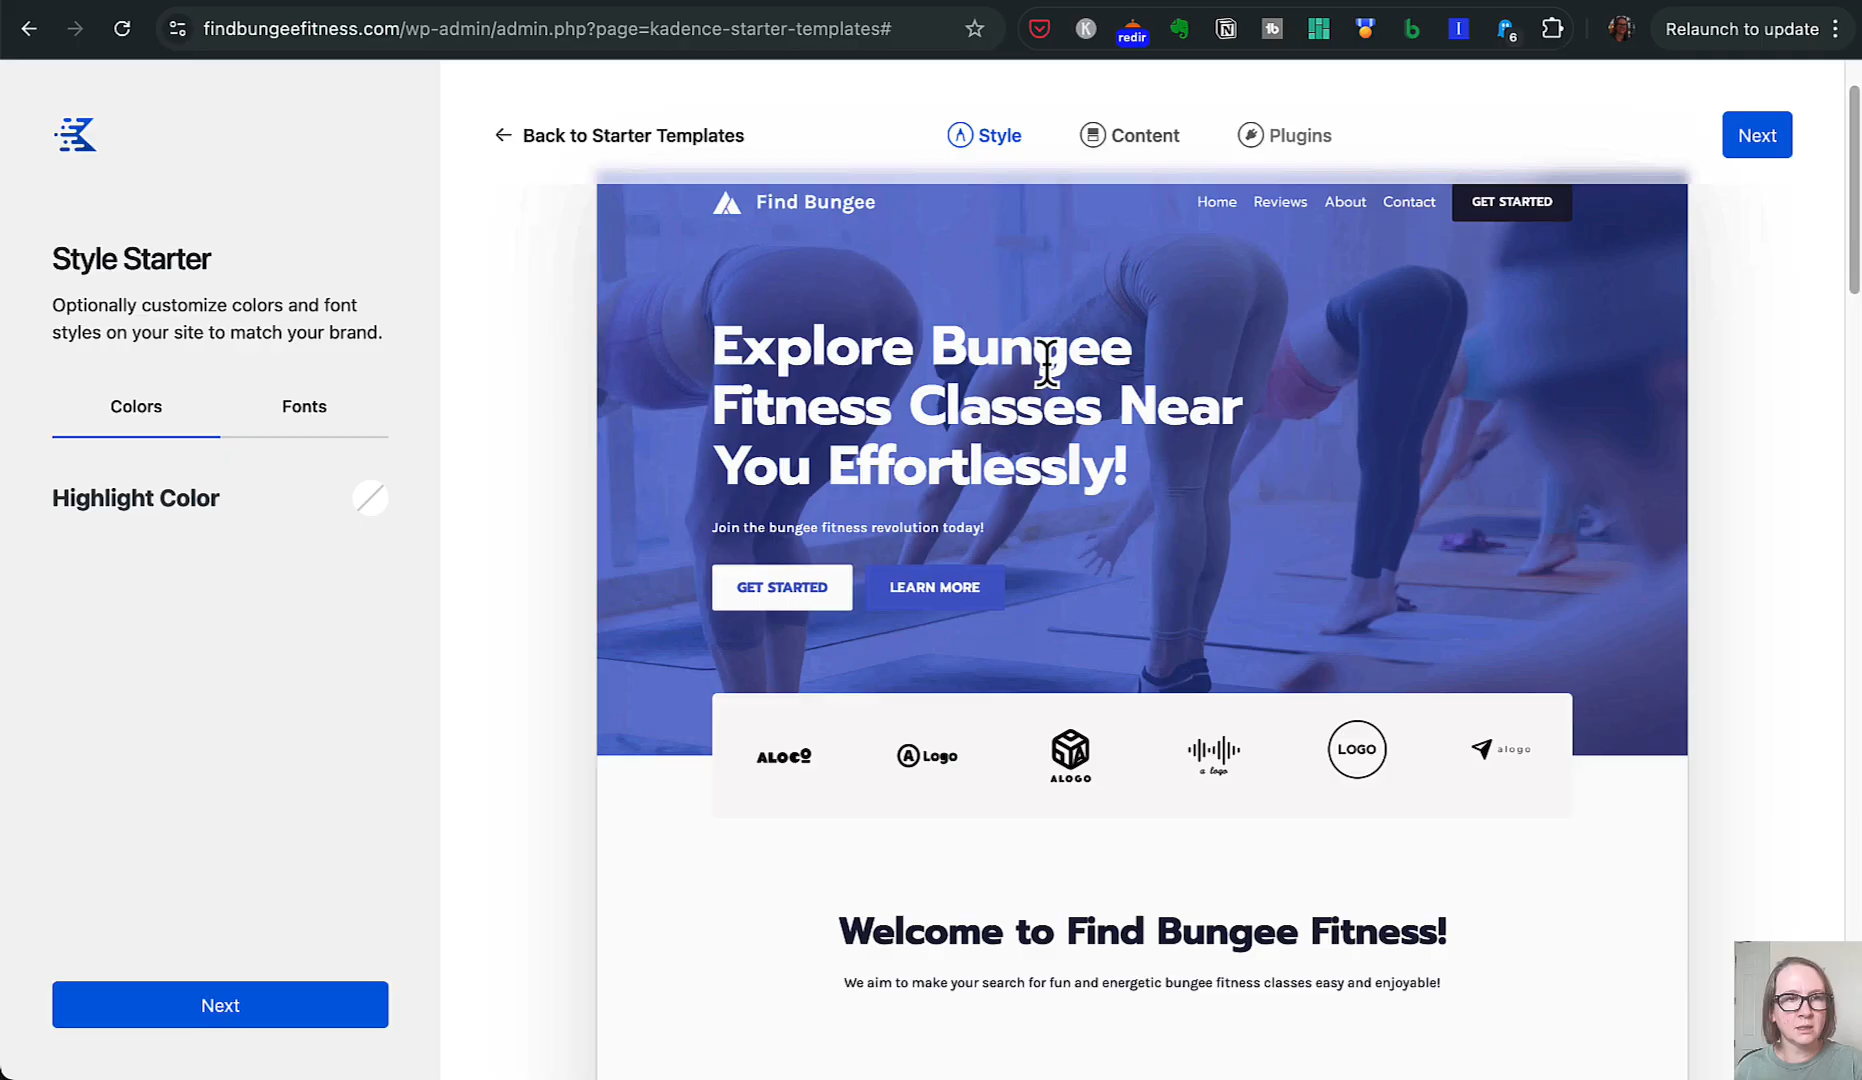 findbungeefitness.com/wp-admin/admin.php?page=kadence-starter-templates#
K
redir
N
tb
b
I
6
Relaunch to update
Back to Starter Templates
Style
Content
Plugins
Next
Style Starter
Optionally customize colors and font
styles on your site to match your brand.
Colors
Fonts
Highlight Color
Next
Find Bungee
Home
Reviews
About
Contact
GET STARTED
Explore Bungee
Fitness Classes Near
You Effortlessly!
Join the bungee fitness revolution today!
GET STARTED
LEARN MORE
ALOCO
A Logo
ALOGO
a logo
LOGO
alogo
Welcome to Find Bungee Fitness!
We aim to make your search for fun and energetic bungee fitness classes easy and enjoyable!